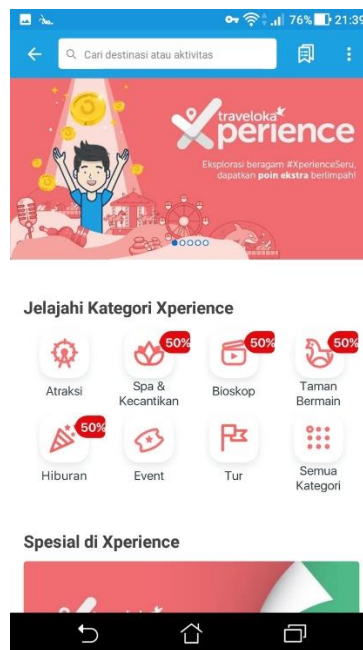 76% 21:39
Cari destinasi atau aktivitas
traveloka
Xperience
Eksplorasi beragam #XperienceSeru,
dapatkan poin ekstra berlimpah!
Jelajahi Kategori Xperience
50%
50%
50%
Atraksi
Spa &
Kecantikan
Bioskop
Taman
Bermain
50%
Hiburan
Event
Tur
Semua
Kategori
Spesial di Xperience